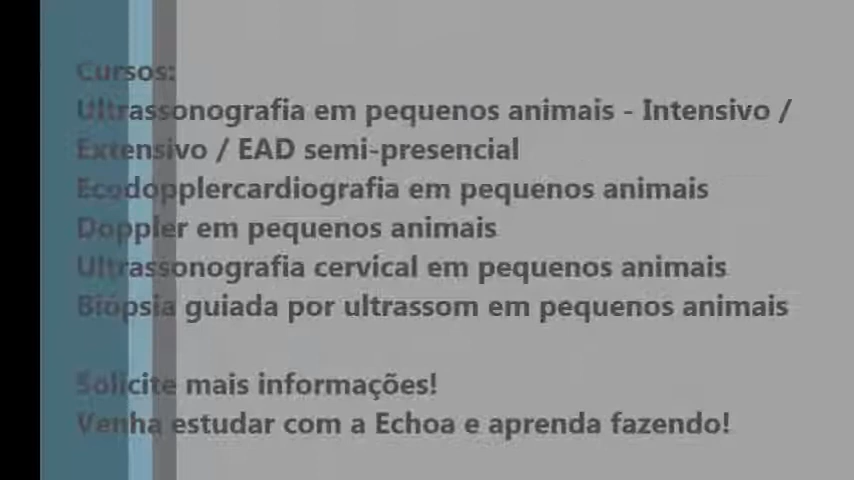 Cursos:
Ultrassonografia em pequenos animais - Intensivo /
Extensivo / EAD semi-presencial
Ecodopplercardiografia em pequenos animais
Doppler em pequenos animais
Ultrassonografia cervical em pequenos animais
Biópsia guiada por ultrassom em pequenos animais
Solicite mais informações!
Venha estudar com a Echoa e aprenda fazendo!